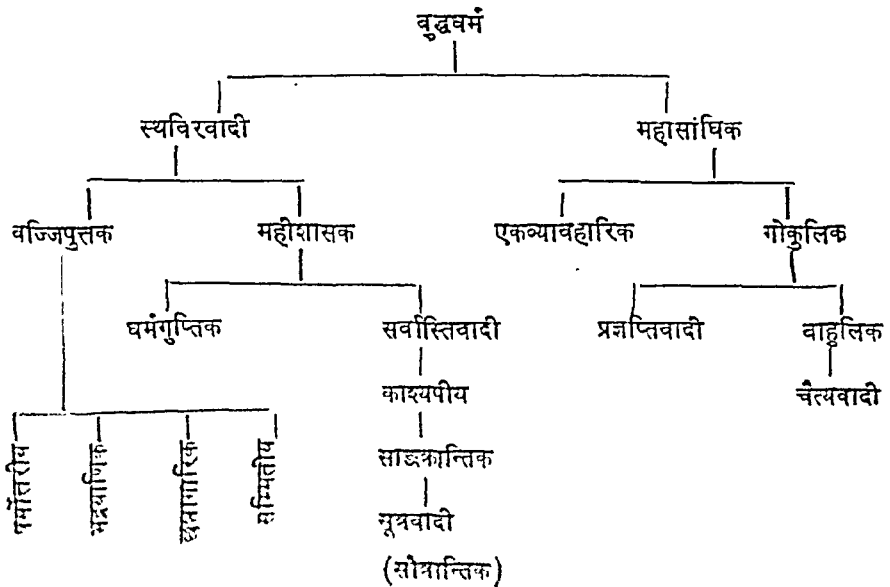 बुद्धधर्म
स्थविरवादी महासांघिक
वज्जिपुत्तक महीशासक एकव्यावहारिक गोकुलिक
धर्मगुप्तिक सर्वास्तिवादी प्रज्ञप्तिवादी बाहुलिक
काश्यपीय चैत्यवादी
धर्मोत्तरीय
भद्रयाणिक
छन्नागारिक
सम्मितीय
साङक्रान्तिक
सूत्रवादी
(सौत्रान्तिक)